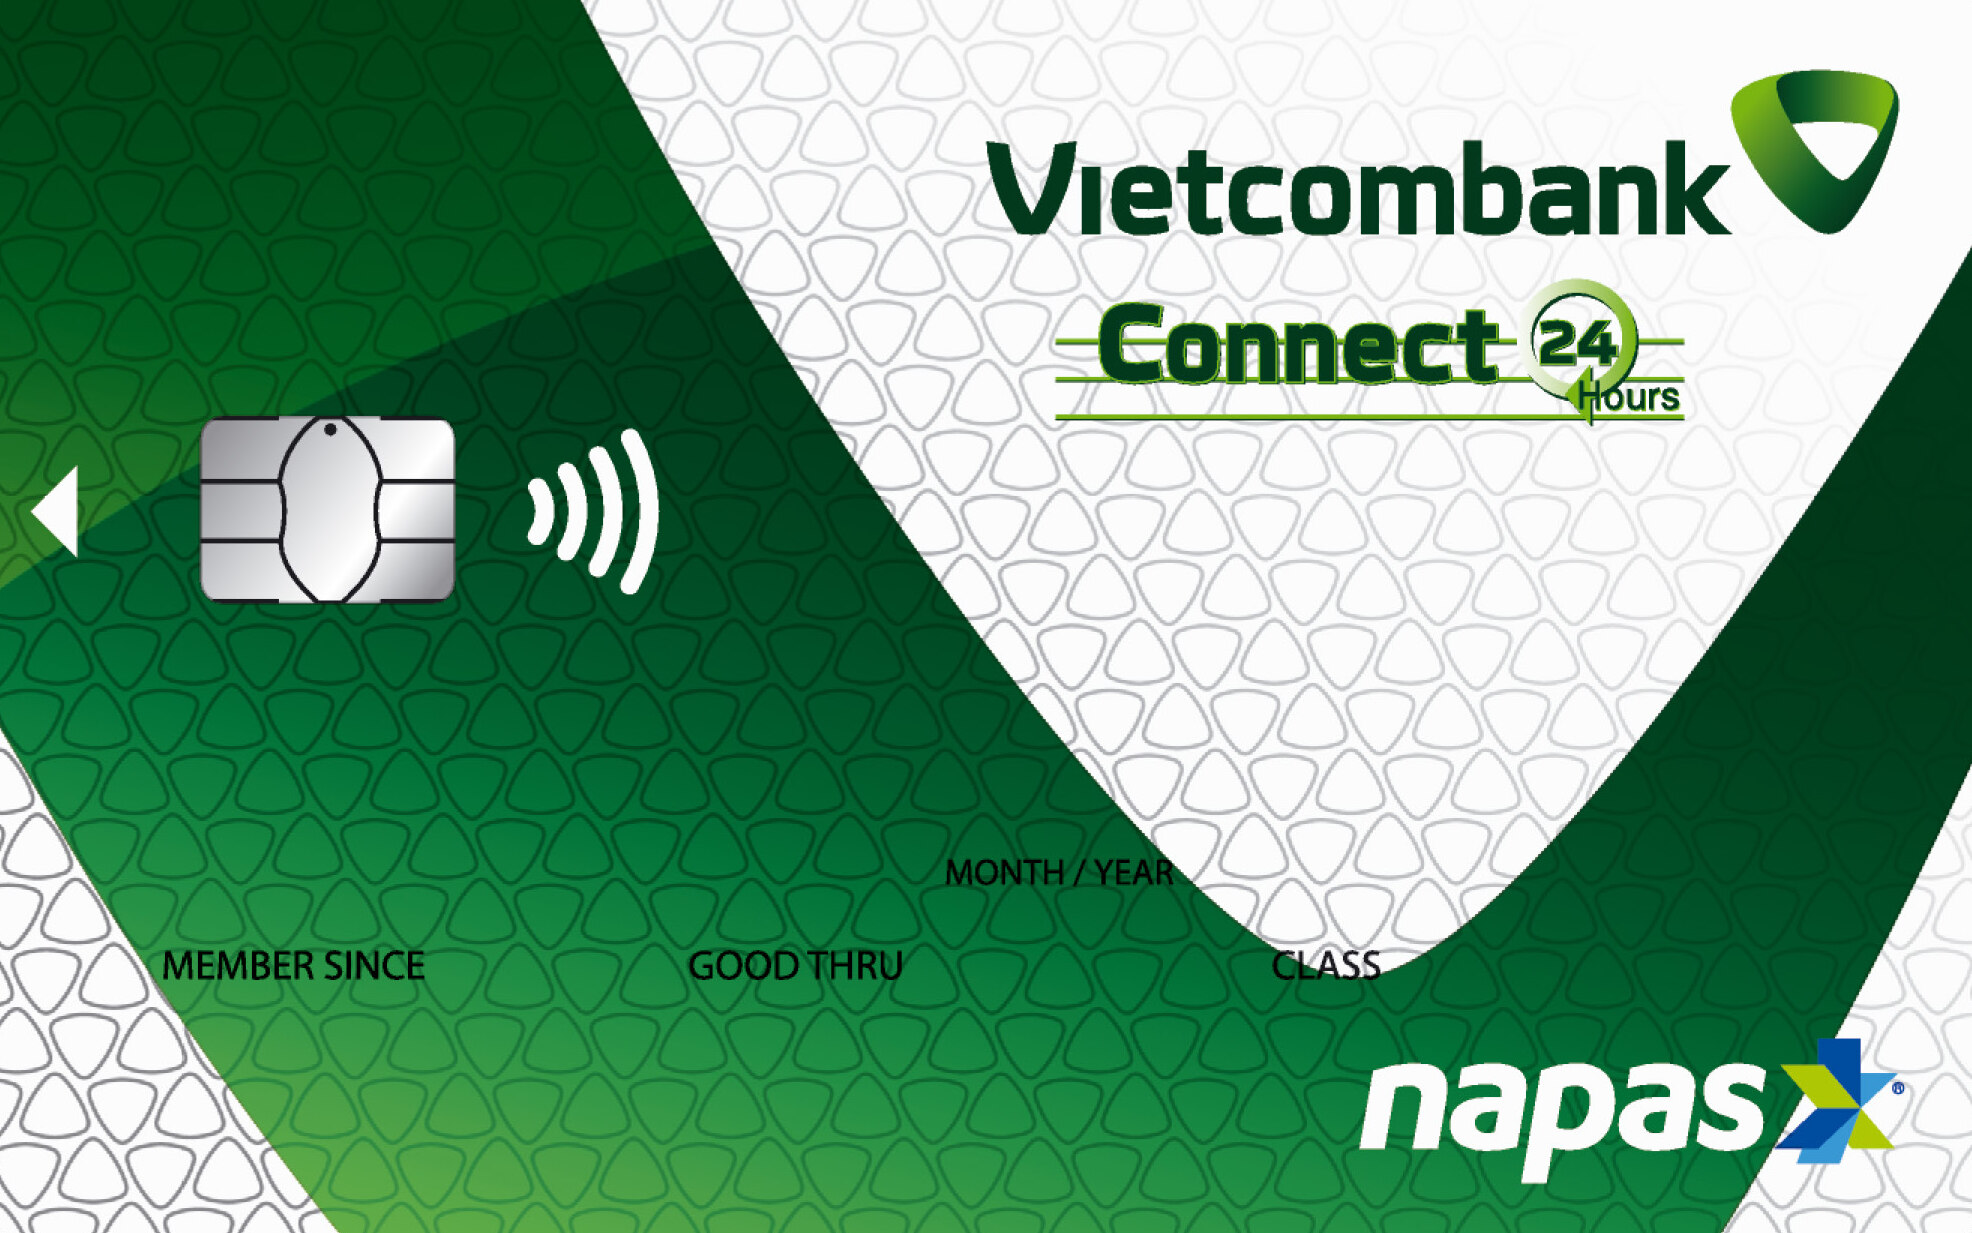 Vietcombank
Connect 24
Hours
MONTH / YEAR
MEMBER SINCE GOOD THRU CLASS
napas ®